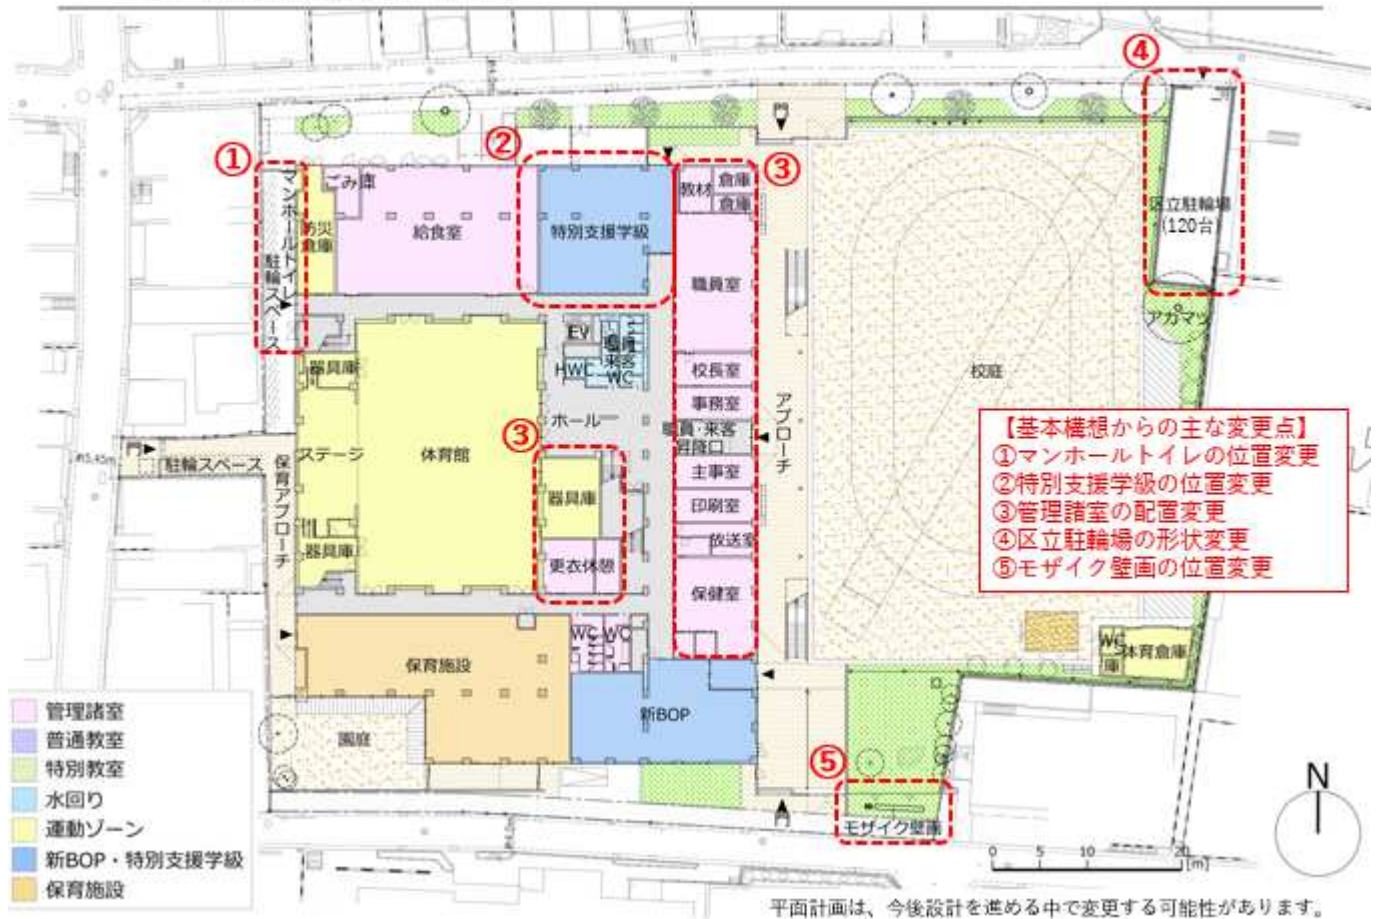 ④
①
②
③
マンホールトイレ
駐輪スペース
ごみ庫
防災
倉庫
給食室
特別支援学級
教材
倉庫
倉庫
門
区立駐輪場
(120台)
アカマツ
職員室
EV
職員
来客
WC
HWC
器具庫
校長室
事務室
校庭
アプローチ
ホール
③
職員・来客
昇降口
ステージ
体育館
門
駐輪スペース
保育アプローチ
主事室
器具庫
印刷室
放送室
器具庫
更衣休憩
保健室
【基本構想からの主な変更点】
①マンホールトイレの位置変更
②特別支援学級の位置変更
③管理諸室の配置変更
④区立駐輪場の形状変更
⑤モザイク壁画の位置変更
WC
WC
WC
庫
体育倉庫
保育施設
新BOP
園庭
⑤
門
モザイク壁画
管理諸室
普通教室
特別教室
水回り
運動ゾーン
新BOP・特別支援学級
保育施設
N
0 5 10 20
[m]
平面計画は、今後設計を進める中で変更する可能性があります。